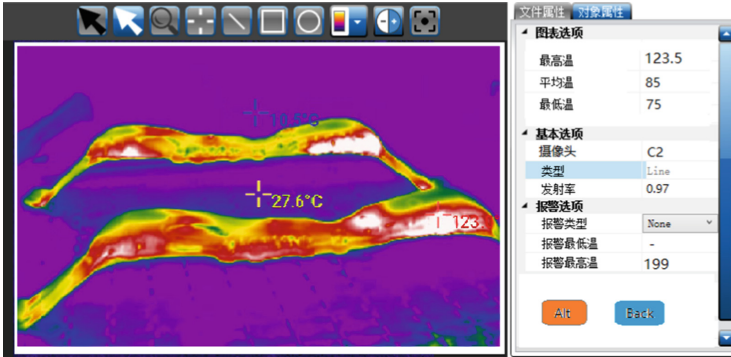 文件属性 对象属性
图表选项
最高温 123.5
平均温 85
最低温 75
基本选项
摄像头 C2
类型 Line
发射率 0.97
报警选项
报警类型 None
报警最低温 -
报警最高温 199
Alt Back
27.6°C
123